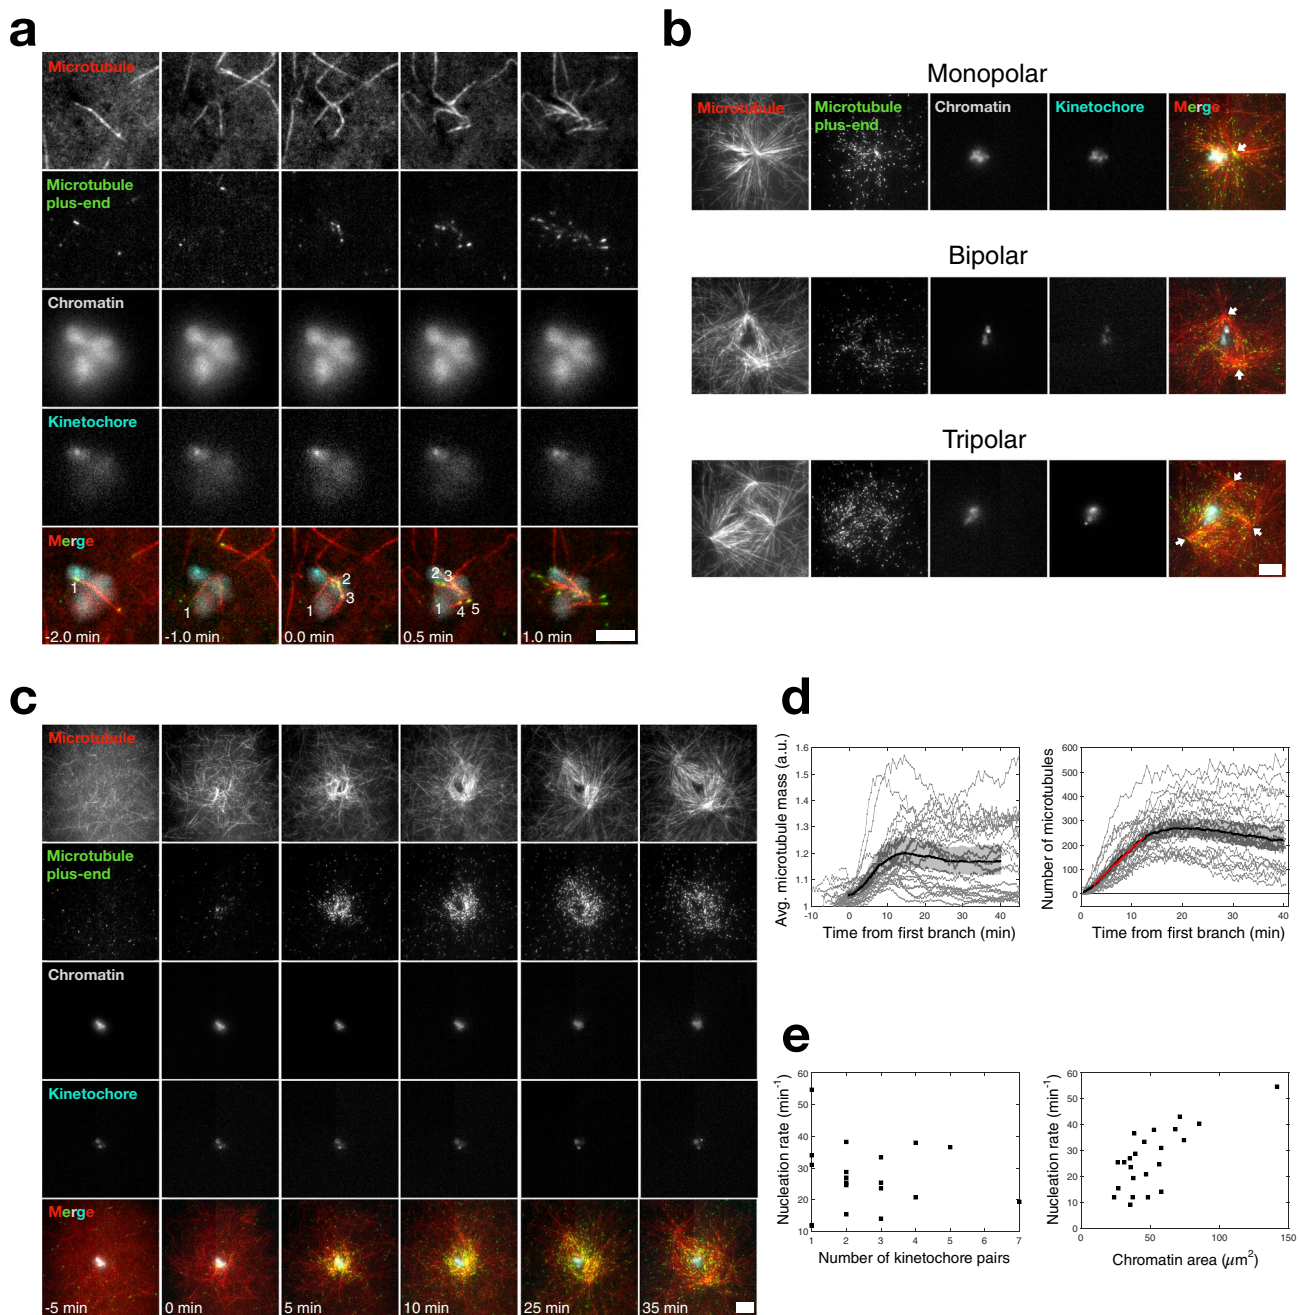 a
Microtubule
Microtubule
plus-end
Chromatin
Kinetochore
Merge
1
1
1
2
3
2 3
1
4 5
-2.0 min
-1.0 min
0.0 min
0.5 min
1.0 min
b
Monopolar
Microtubule
Microtubule
plus-end
Chromatin
Kinetochore
Merge
Bipolar
Tripolar
c
Microtubule
Microtubule
plus-end
Chromatin
Kinetochore
Merge
-5 min
0 min
5 min
10 min
25 min
35 min
d
Avg. microtubule mass (a.u.)
1.6
1.5
1.4
1.3
1.2
1.1
1
-10
0
10
20
30
40
Time from first branch (min)
Number of microtubules
600
500
400
300
200
100
0
0
10
20
30
40
Time from first branch (min)
e
Nucleation rate (min⁻¹)
60
50
40
30
20
10
1
2
3
4
5
6
7
Number of kinetochore pairs
Nucleation rate (min⁻¹)
60
50
40
30
20
10
0
0
50
100
150
Chromatin area (μm²)